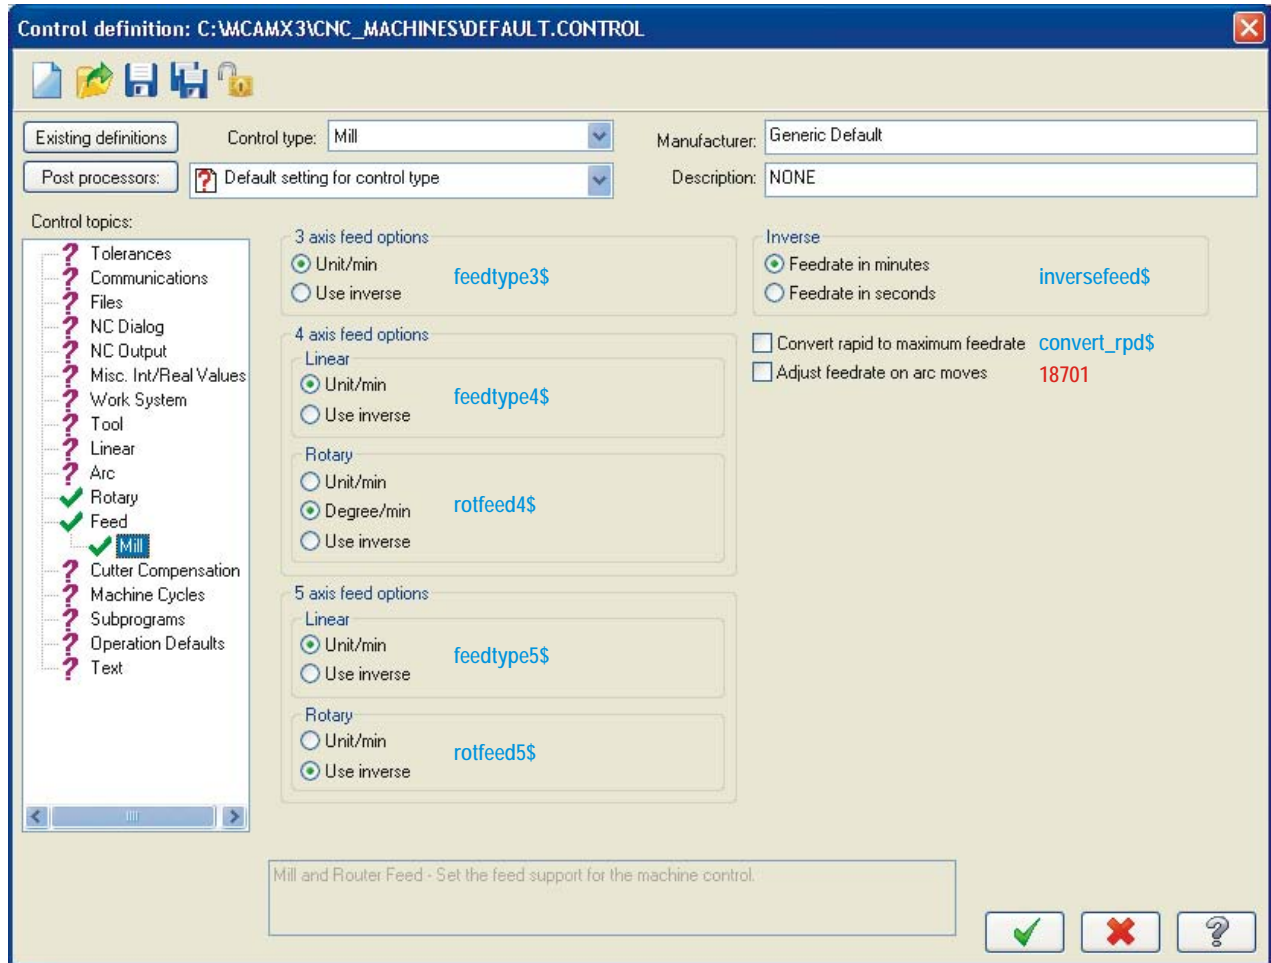 Control definition: C:\MCAMX3\CNC_MACHINES\DEFAULT.CONTROL
Existing definitions
Control type: Mill
Manufacturer: Generic Default
Post processors: Default setting for control type
Description: NONE
Control topics:
Tolerances
Communications
Files
NC Dialog
NC Output
Misc. Int/Real Values
Work System
Tool
Linear
Arc
Rotary
Feed
Mill
Cutter Compensation
Machine Cycles
Subprograms
Operation Defaults
Text
3 axis feed options
Unit/min
feedtype3$
Use inverse
4 axis feed options
Linear
Unit/min
feedtype4$
Use inverse
Rotary
Unit/min
Degree/min
rotfeed4$
Use inverse
5 axis feed options
Linear
Unit/min
feedtype5$
Use inverse
Rotary
Unit/min
rotfeed5$
Use inverse
Inverse
Feedrate in minutes
inversefeed$
Feedrate in seconds
Convert rapid to maximum feedrate convert_rpd$
Adjust feedrate on arc moves 18701
Mill and Router Feed - Set the feed support for the machine control.